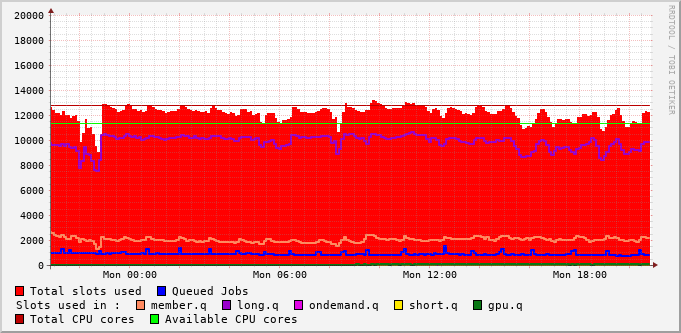 20000
18000
16000
14000
12000
10000
8000
6000
4000
2000
0
Mon 00:00 Mon 06:00 Mon 12:00 Mon 18:00
RRDTOOL / TOBI OETIKER
Total slots used Queued Jobs
Slots used in : member.q long.q ondemand.q short.q gpu.q
Total CPU cores Available CPU cores